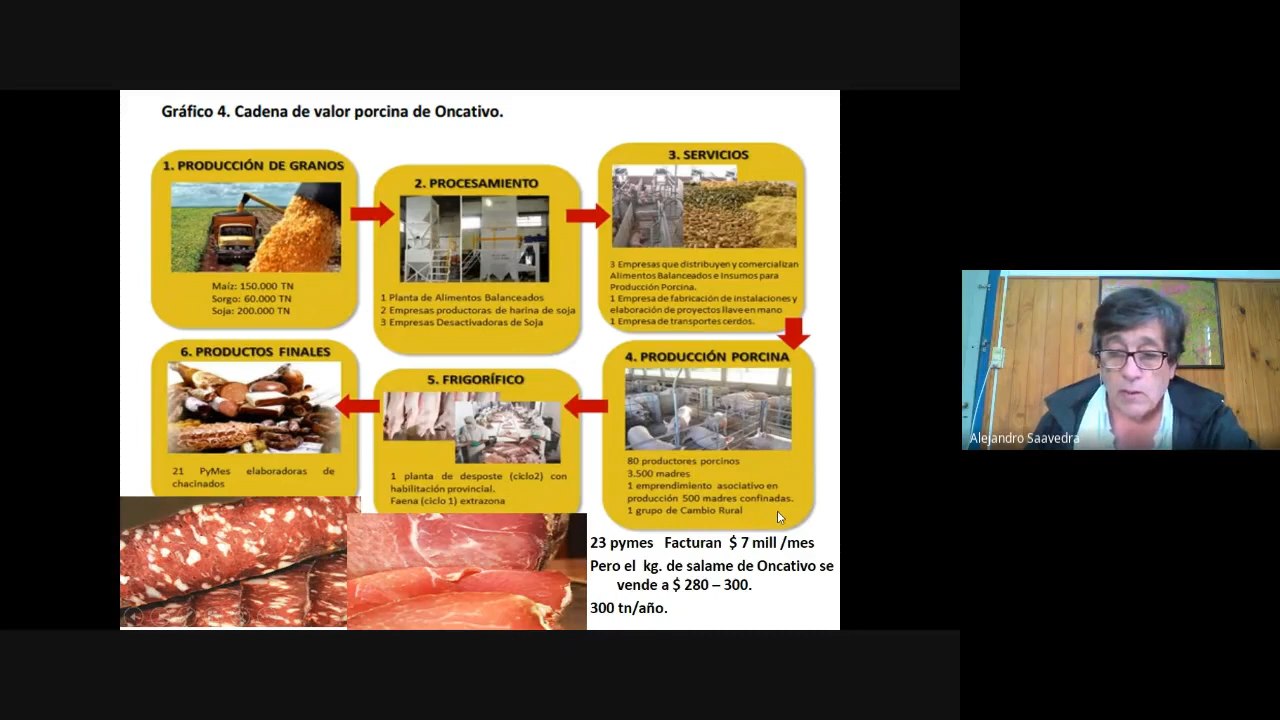 Gráfico 4. Cadena de valor porcina de Oncativo.
1. PRODUCCIÓN DE GRANOS
Maíz: 150.000 TN
Sorgo: 60.000 TN
Soja: 200.000 TN
2. PROCESAMIENTO
1 Planta de Alimentos Balanceados
2 Empresas productoras de harina de soja
3 Empresas Desactivadoras de Soja
3. SERVICIOS
3 Empresas que distribuyen y comercializan
Alimentos Balanceados e Insumos para
Producción Porcina.
1 Empresa de fabricación de instalaciones y
elaboración de proyectos llave en mano
1 Empresa de transportes cerdos.
4. PRODUCCIÓN PORCINA
80 productores porcinos
3.500 madres
1 emprendimiento asociativo en
producción 500 madres confinadas.
1 grupo de Cambio Rural
5. FRIGORÍFICO
1 planta de desposte (ciclo2) con
habilitación provincial.
Faena (ciclo 1) extrazona
6. PRODUCTOS FINALES
21 PyMes elaboradoras de
chacinados
23 pymes Facturan $ 7 mill /mes
Pero el kg. de salame de Oncativo se
vende a $ 280 – 300.
300 tn/año.
Alejandro Saavedra